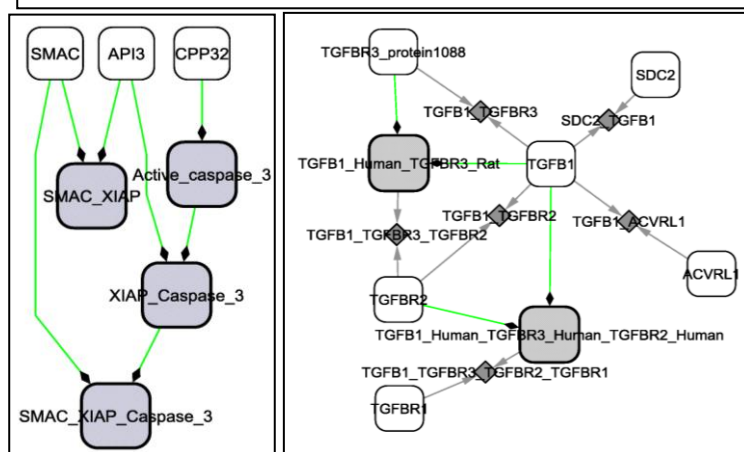 SMAC API3 CPP32
Active_caspase_3
SMAC_XIAP
XIAP_Caspase_3
SMAC_XIAP_Caspase_3
TGFBR3_protein1088
SDC2
TGFB1_TGFBR3
SDC2_TGFB1
TGFB1_Human_TGFBR3_Rat
TGFB1
TGFB1_TGFBR2
TGFB1_ACVRL1
TGFB1_TGFBR3_TGFBR2
ACVRL1
TGFBR2
TGFB1_Human_TGFBR3_Human_TGFBR2_Human
TGFB1_TGFBR3_TGFBR2_TGFBR1
TGFBR1